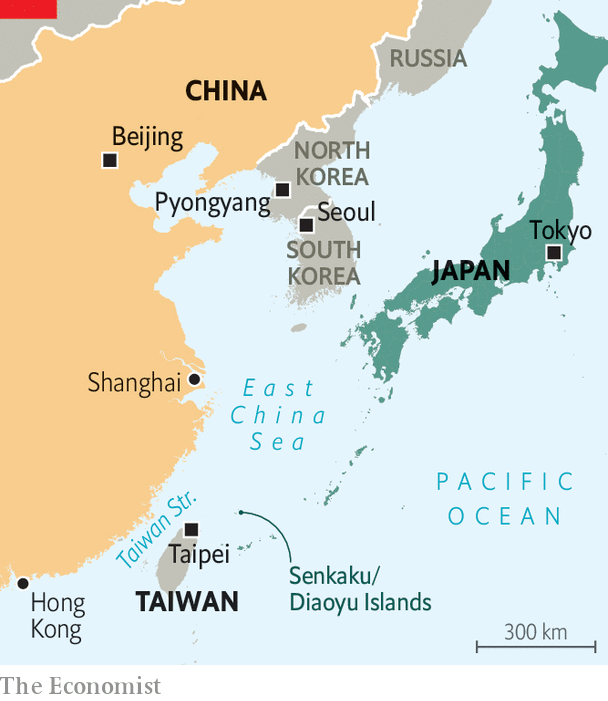 RUSSIA
CHINA
Beijing
NORTH
KOREA
Pyongyang
Seoul
SOUTH
KOREA
Tokyo
JAPAN
Shanghai
East
China
Sea
PACIFIC
OCEAN
Taiwan Str.
Taipei
Senkaku/
Diaoyu Islands
TAIWAN
Hong
Kong
300 km
The Economist